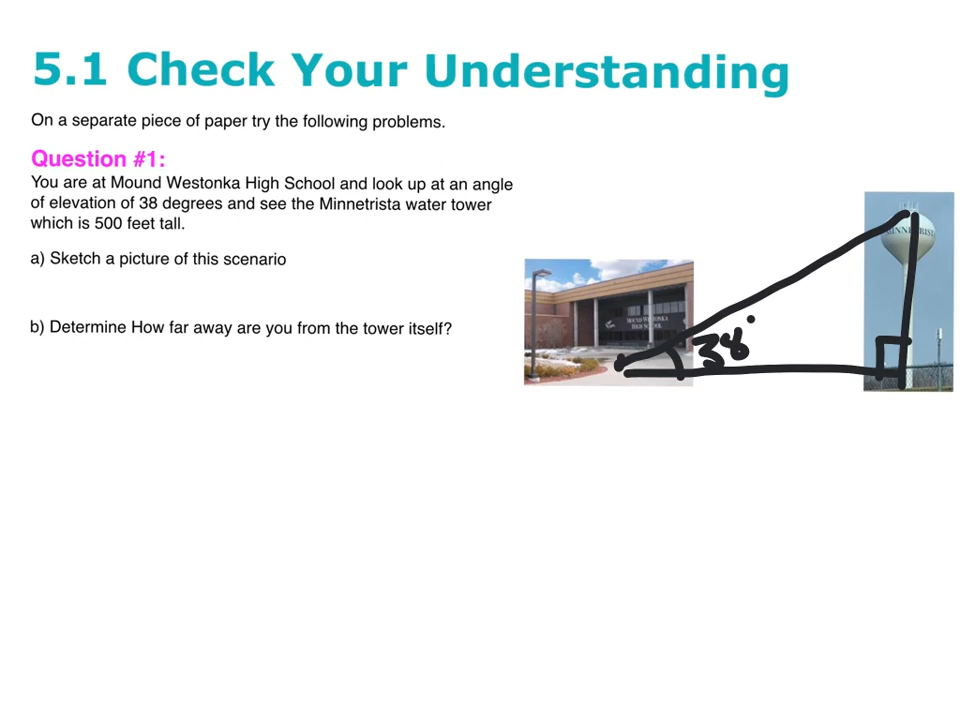 5.1 Check Your Understanding
On a separate piece of paper try the following problems.
Question #1:
You are at Mound Westonka High School and look up at an angle
of elevation of 38 degrees and see the Minnetrista water tower
which is 500 feet tall.
a) Sketch a picture of this scenario
b) Determine How far away are you from the tower itself?
MOUND WESTONKA
HIGH SCHOOL
38°